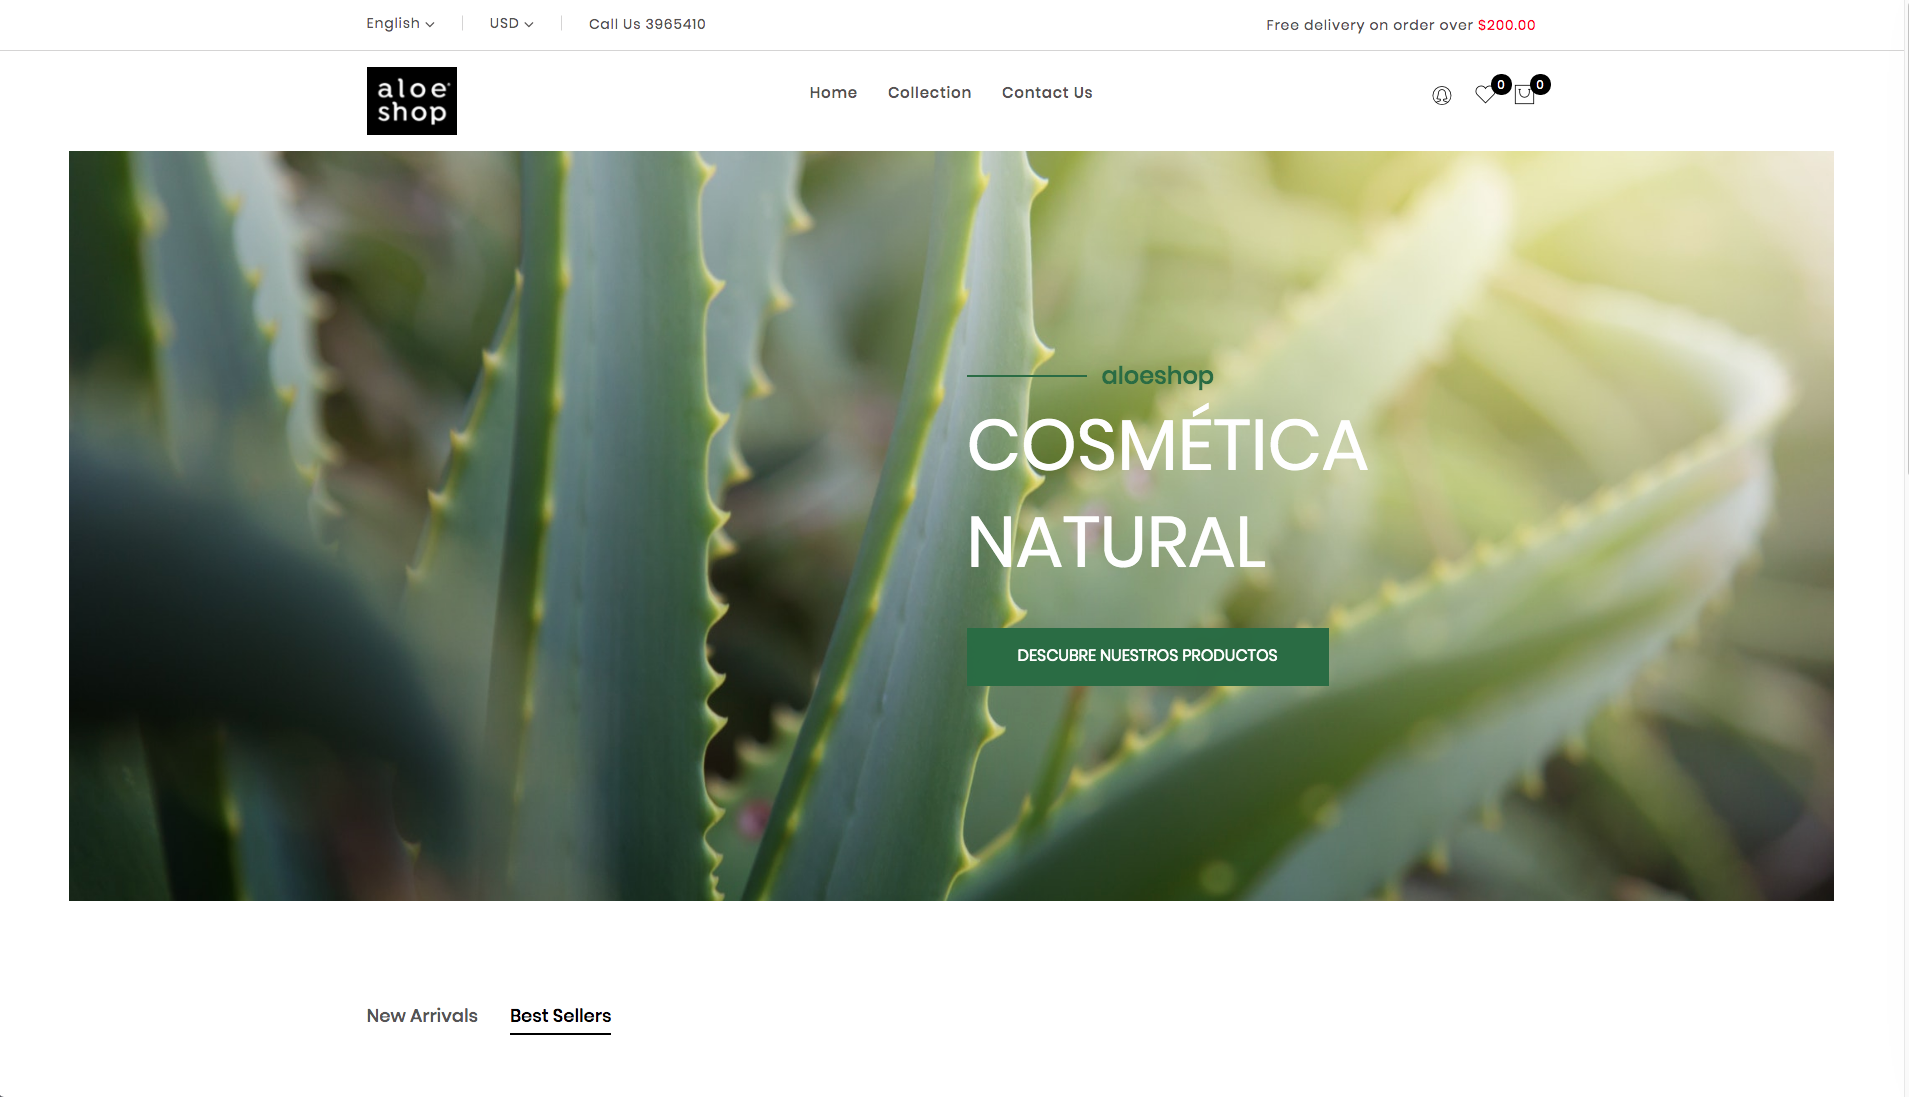 English
USD
Call Us 3965410
Free delivery on order over $200.00
aloe
shop
Home
Collection
Contact Us
0
0
aloeshop
COSMÉTICA
NATURAL
DESCUBRE NUESTROS PRODUCTOS
New Arrivals
Best Sellers